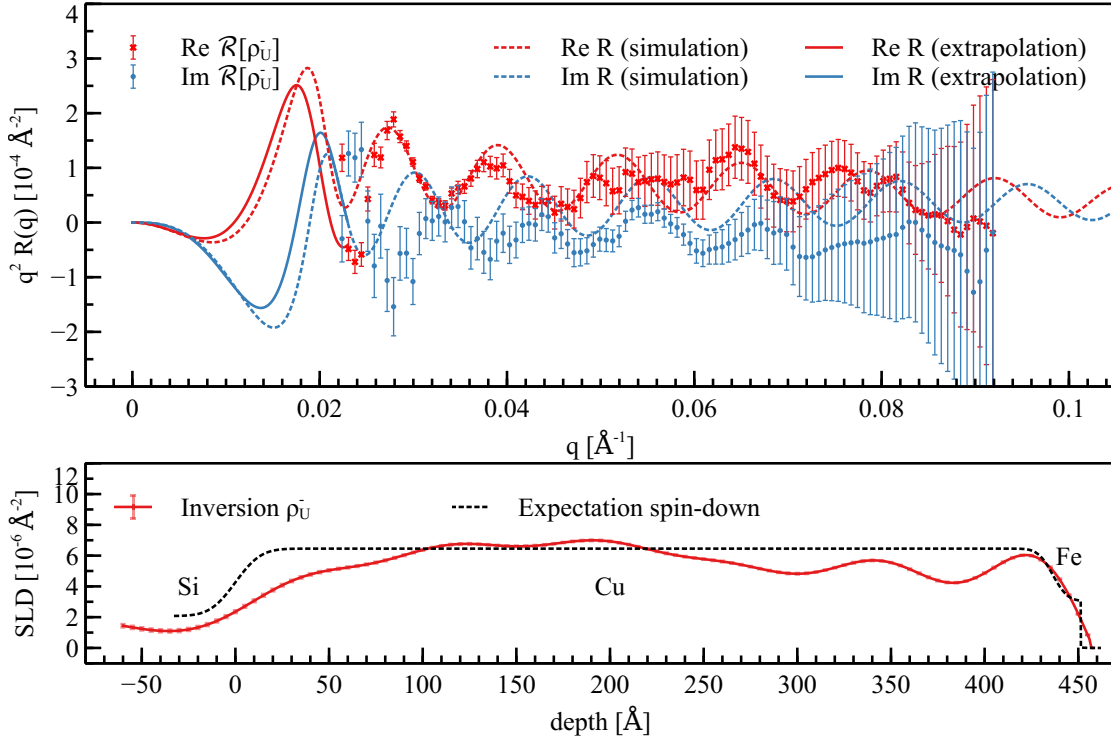 4
3
2
1
0
−1
−2
−3
q² R(q) [10⁻⁴ Å⁻²]
Re ℛ[ρ_U⁻] Re R (simulation) Re R (extrapolation)
Im ℛ[ρ_U⁻] Im R (simulation) Im R (extrapolation)
0 0.02 0.04 0.06 0.08 0.1
q [Å⁻¹]
12
10
8
6
4
2
0
SLD [10⁻⁶ Å⁻²]
Inversion ρ_U⁻ Expectation spin-down
Si Cu Fe
−50 0 50 100 150 200 250 300 350 400 450
depth [Å]